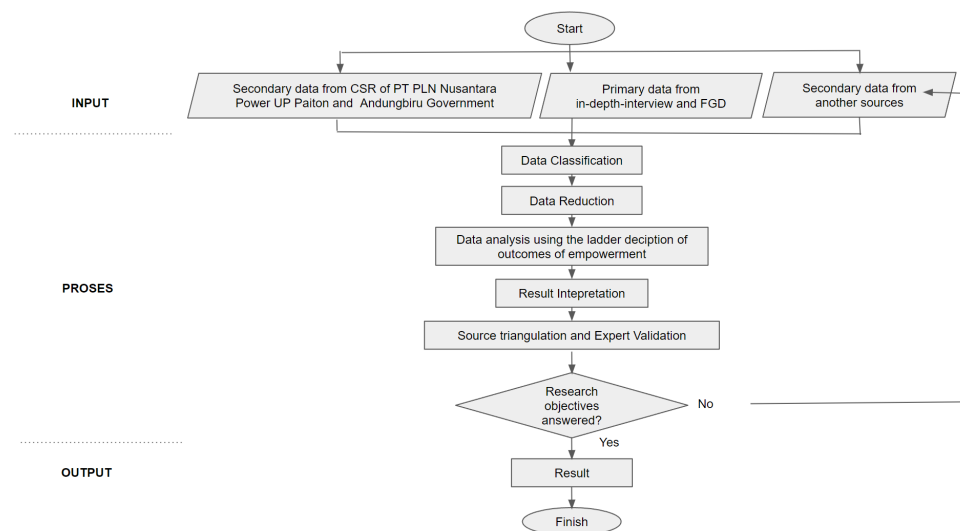 Start
INPUT
Secondary data from CSR of PT PLN Nusantara
Power UP Paiton and Andungbiru Government
Primary data from
in-depth-interview and FGD
Secondary data from
another sources
Data Classification
Data Reduction
Data analysis using the ladder deciption of
outcomes of empowerment
PROSES
Result Intepretation
Source triangulation and Expert Validation
Research
objectives
answered?
No
Yes
OUTPUT
Result
Finish